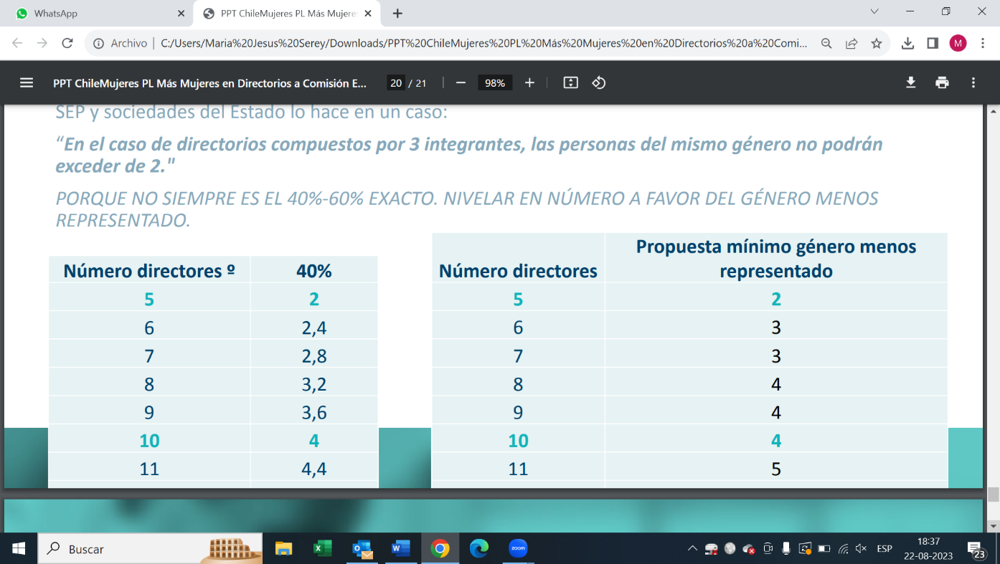 WhatsApp
PPT ChileMujeres PL Más Mujere
Archivo
C:/Users/Maria%20Jesus%20Serey/Downloads/PPT%20ChileMujeres%20PL%20Más%20Mujeres%20en%20Directorios%20a%20Comi...
M
PPT ChileMujeres PL Más Mujeres en Directorios a Comisión E...
20 / 21
98%
SEP y sociedades del Estado lo hace en un caso:
“En el caso de directorios compuestos por 3 integrantes, las personas del mismo género no podrán
exceder de 2."
PORQUE NO SIEMPRE ES EL 40%-60% EXACTO. NIVELAR EN NÚMERO A FAVOR DEL GÉNERO MENOS
REPRESENTADO.
Número directores º 40%
5 2
6 2,4
7 2,8
8 3,2
9 3,6
10 4
11 4,4
Propuesta mínimo género menos
Número directores representado
5 2
6 3
7 3
8 4
9 4
10 4
11 5
Buscar
zoom
ESP
18:37
22-08-2023
23